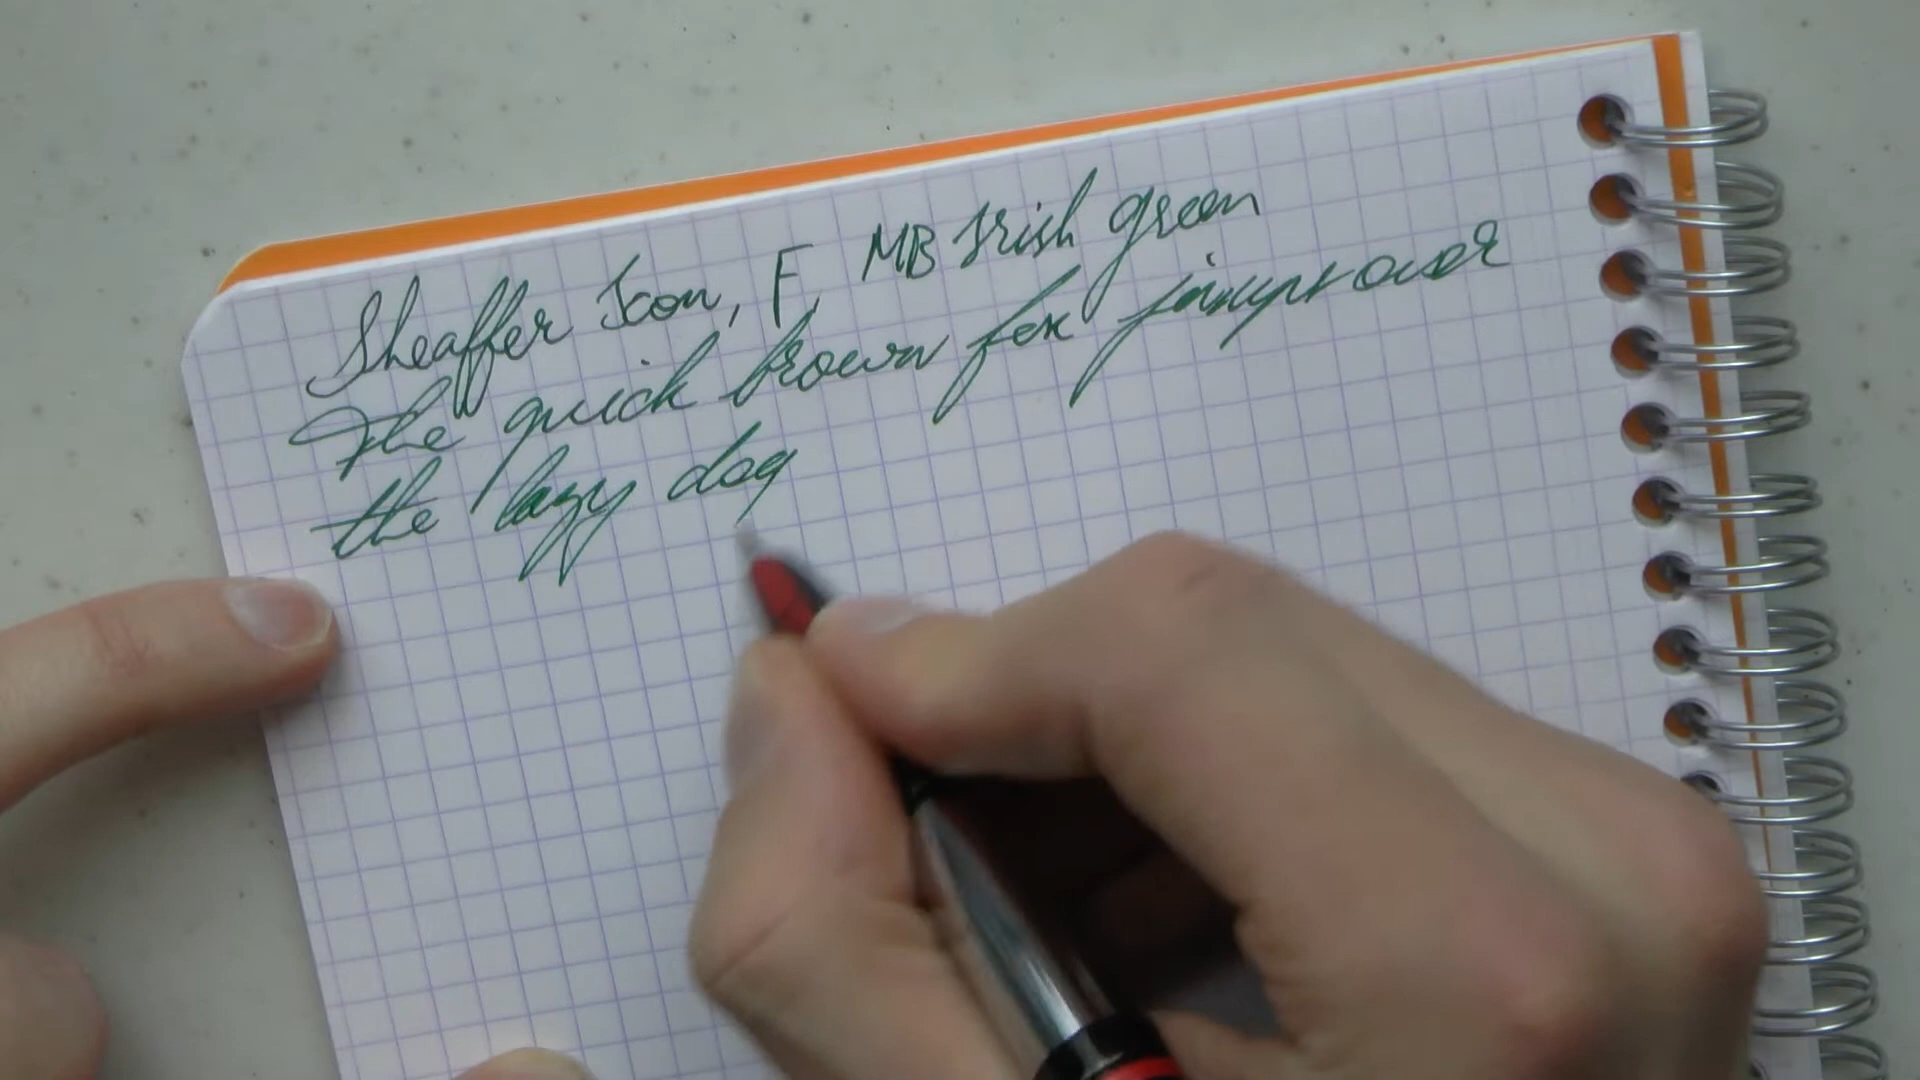 Sheaffer Icon, F, MB Irish green
The quick brown fox jumps over
the lazy dog